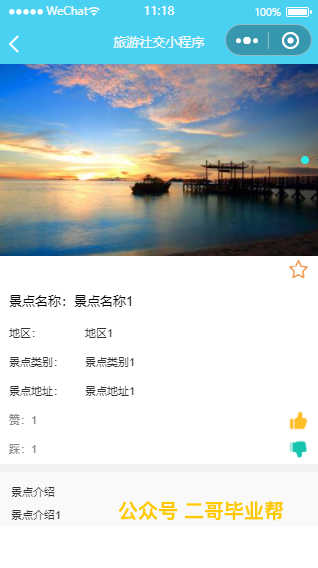 WeChat 11:18 100%
旅游社交小程序
景点名称：景点名称1
地区： 地区1
景点类别： 景点类别1
景点地址： 景点地址1
赞：1
踩：1
景点介绍
景点介绍1
公众号 二哥毕业帮